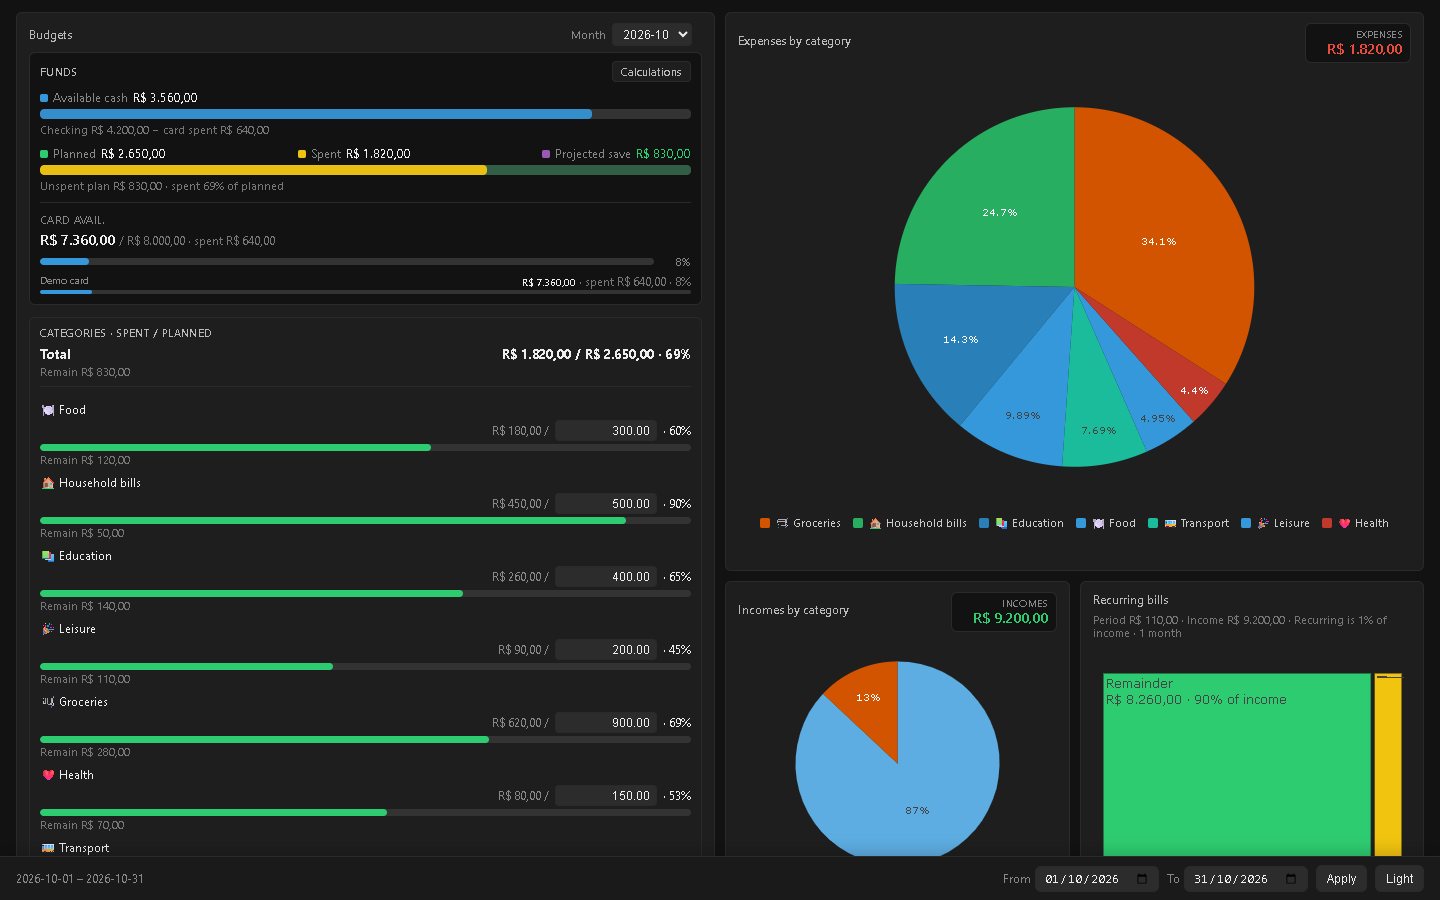 Budgets
Month 2026-10
FUNDS
Calculations
Available cash R$ 3.560,00
Checking R$ 4.200,00 − card spent R$ 640,00
Planned R$ 2.650,00 Spent R$ 1.820,00 Projected save R$ 830,00
Unspent plan R$ 830,00 · spent 69% of planned
CARD AVAIL.
R$ 7.360,00 / R$ 8.000,00 · spent R$ 640,00
8%
Demo card R$ 7.360,00 · spent R$ 640,00 · 8%
CATEGORIES · SPENT / PLANNED
Total R$ 1.820,00 / R$ 2.650,00 · 69%
Remain R$ 830,00
Food
R$ 180,00 / 300.00 · 60%
Remain R$ 120,00
Household bills
R$ 450,00 / 500.00 · 90%
Remain R$ 50,00
Education
R$ 260,00 / 400.00 · 65%
Remain R$ 140,00
Leisure
R$ 90,00 / 200.00 · 45%
Remain R$ 110,00
Groceries
R$ 620,00 / 900.00 · 69%
Remain R$ 280,00
Health
R$ 80,00 / 150.00 · 53%
Remain R$ 70,00
Transport
Expenses by category
EXPENSES
R$ 1.820,00
24.7%
34.1%
14.3%
4.4%
9.89%
4.95%
7.69%
Groceries Household bills Education Food Transport Leisure Health
Incomes by category
INCOMES
R$ 9.200,00
13%
87%
Recurring bills
Period R$ 110,00 · Income R$ 9.200,00 · Recurring is 1% of
income · 1 month
Remainder
R$ 8.260,00 · 90% of income
2026-10-01 – 2026-10-31
From 01/10/2026 To 31/10/2026 Apply Light